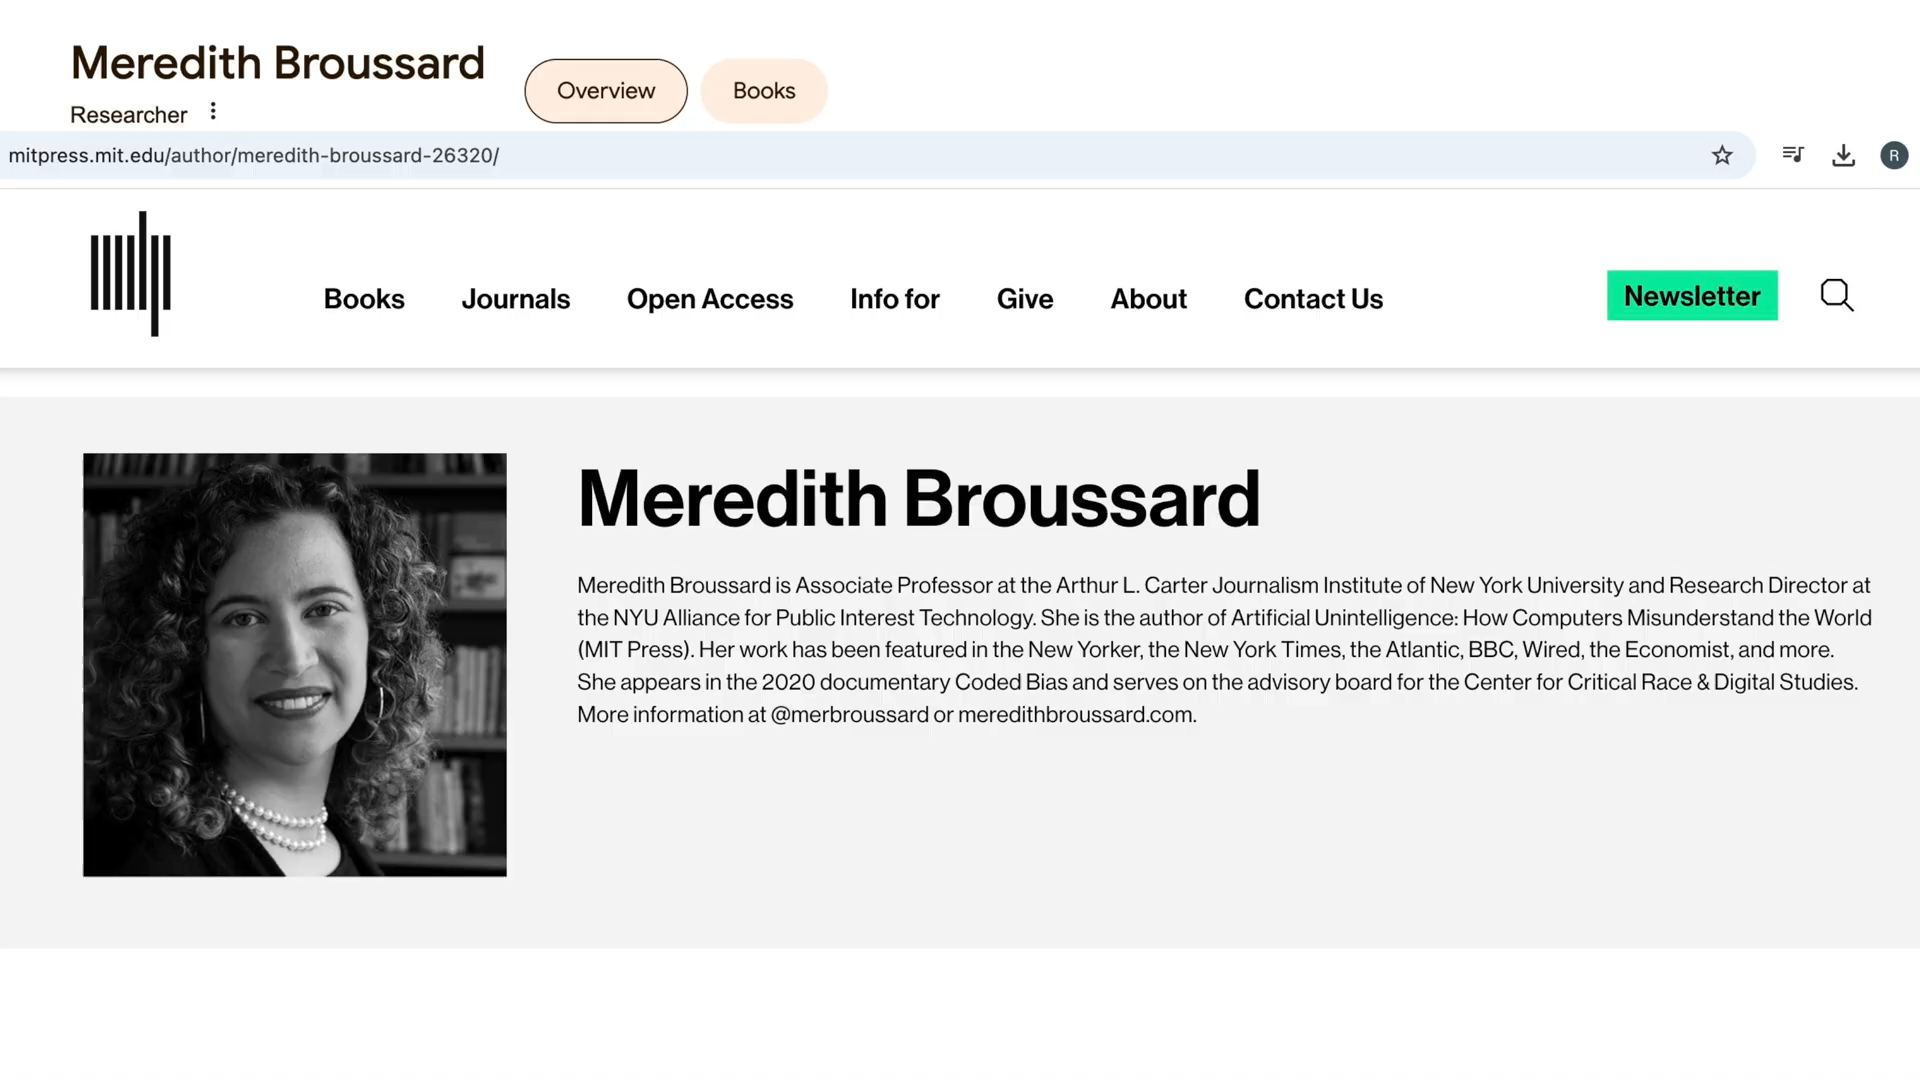 Meredith Broussard
Researcher
Overview
Books
mitpress.mit.edu/author/meredith-broussard-26320/
R
Books
Journals
Open Access
Info for
Give
About
Contact Us
Newsletter
Meredith Broussard
Meredith Broussard is Associate Professor at the Arthur L. Carter Journalism Institute of New York University and Research Director at
the NYU Alliance for Public Interest Technology. She is the author of Artificial Unintelligence: How Computers Misunderstand the World
(MIT Press). Her work has been featured in the New Yorker, the New York Times, the Atlantic, BBC, Wired, the Economist, and more.
She appears in the 2020 documentary Coded Bias and serves on the advisory board for the Center for Critical Race & Digital Studies.
More information at @merbroussard or meredithbroussard.com.